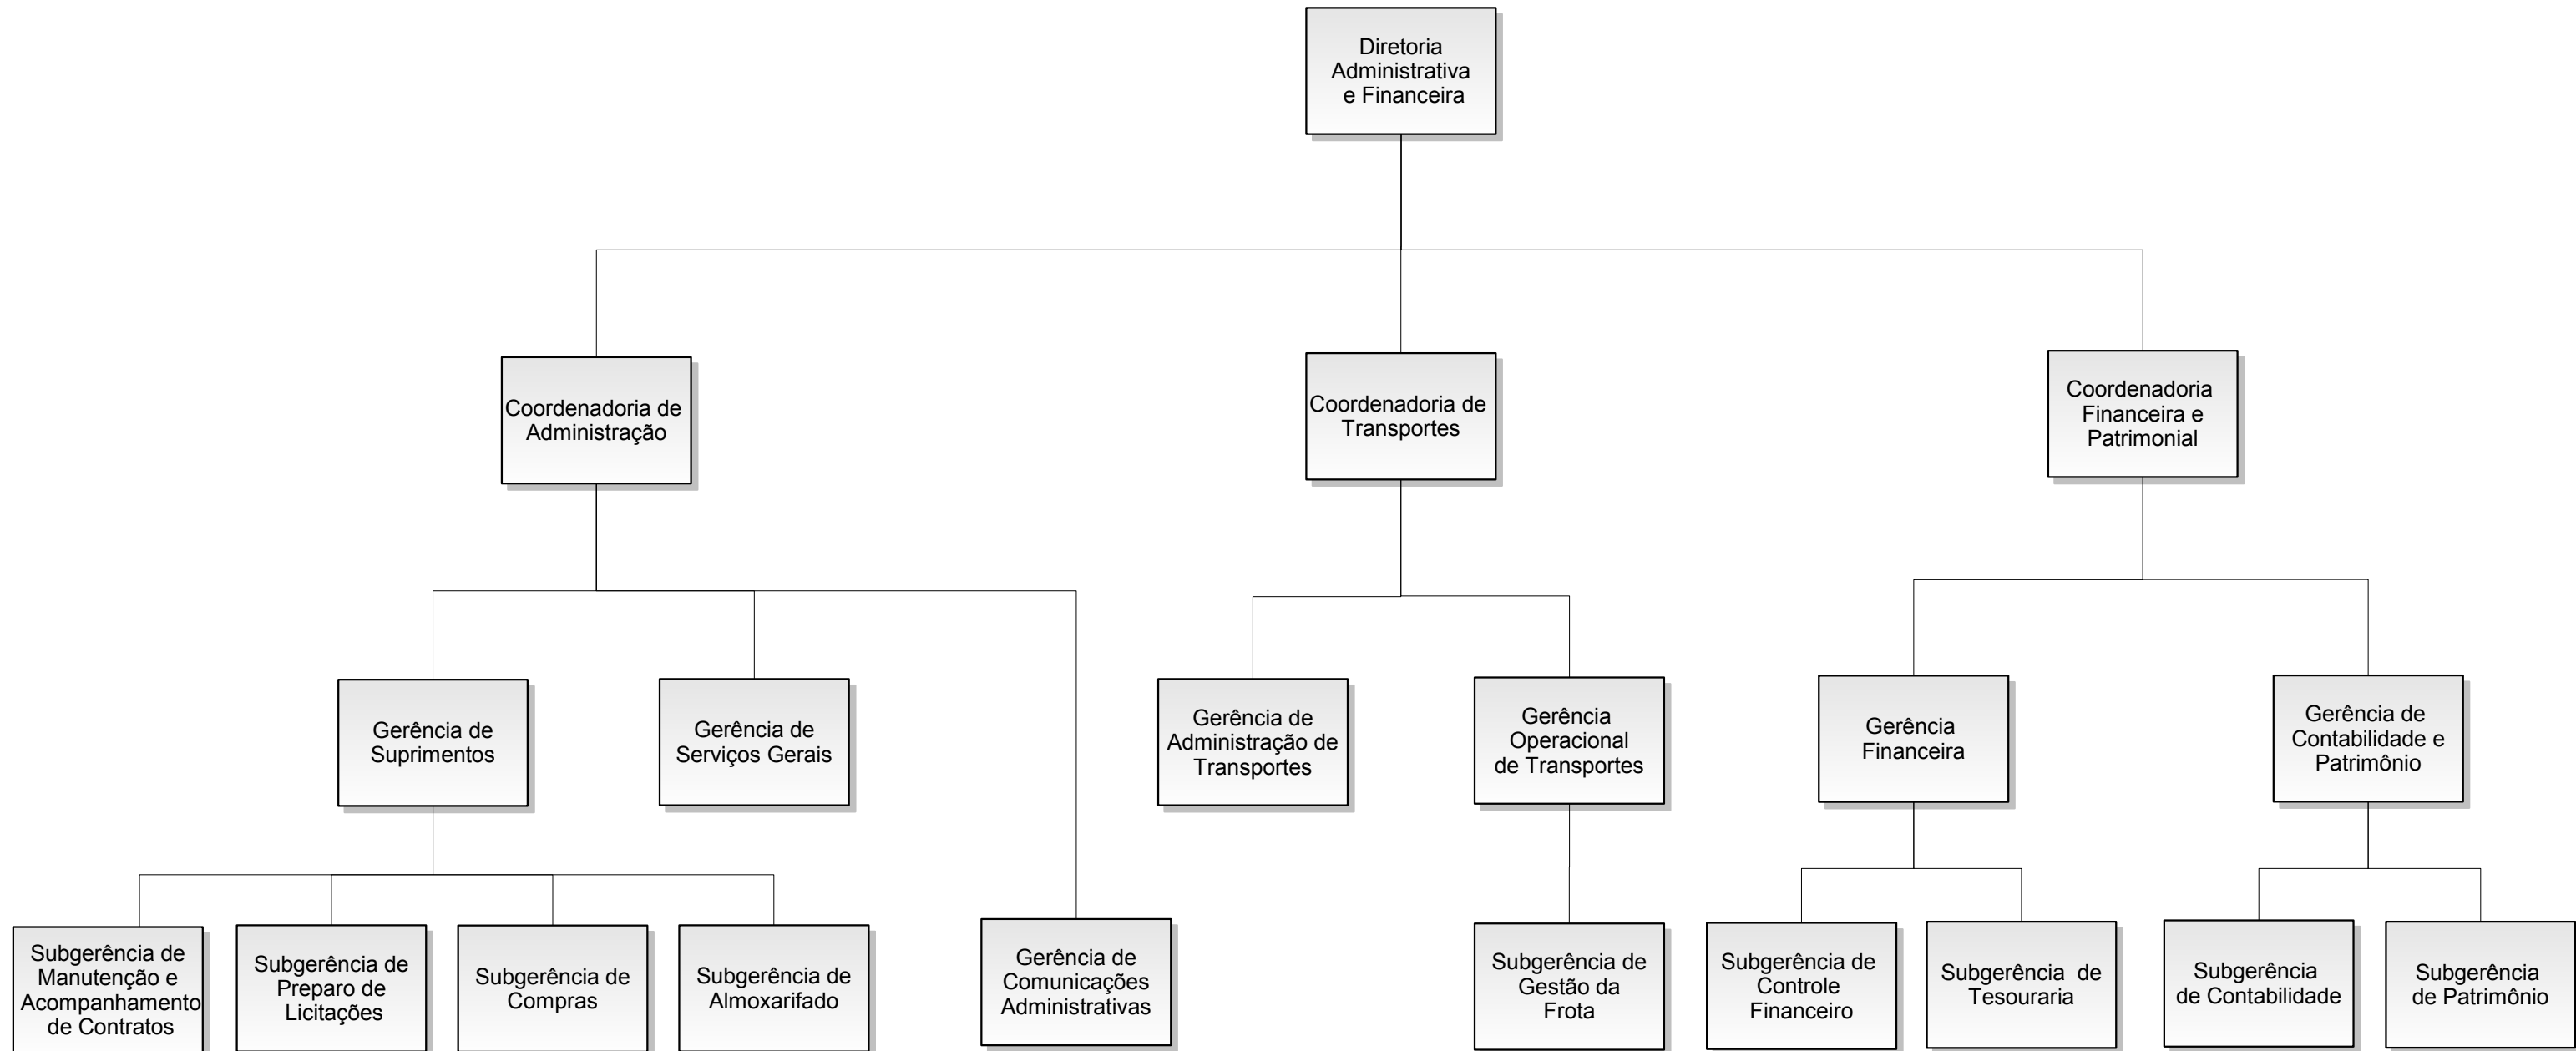 Diretoria
Administrativa
e Financeira
Coordenadoria de
Administração
Coordenadoria de
Transportes
Coordenadoria
Financeira e
Patrimonial
Gerência de
Suprimentos
Gerência de
Serviços Gerais
Gerência de
Administração de
Transportes
Gerência
Operacional
de Transportes
Gerência
Financeira
Gerência de
Contabilidade e
Patrimônio
Subgerência de
Manutenção e
Acompanhamento
de Contratos
Subgerência de
Preparo de
Licitações
Subgerência de
Compras
Subgerência de
Almoxarifado
Gerência de
Comunicações
Administrativas
Subgerência de
Gestão da
Frota
Subgerência de
Controle
Financeiro
Subgerência de
Tesouraria
Subgerência
de Contabilidade
Subgerência
de Patrimônio